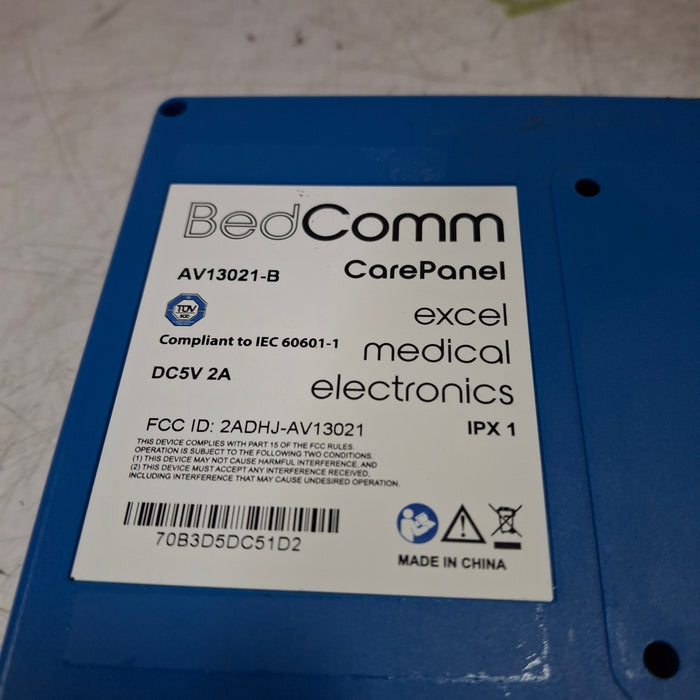 BedComm
CarePanel
AV13021-B
excel
TÜV
SÜD
Compliant to IEC 60601-1
medical
DC5V 2A
electronics
FCC ID: 2ADHJ-AV13021
IPX 1
THIS DEVICE COMPLIES WITH PART 15 OF THE FCC RULES.
OPERATION IS SUBJECT TO THE FOLLOWING TWO CONDITIONS.
(1) THIS DEVICE MAY NOT CAUSE HARMFUL INTERFERENCE, AND
(2) THIS DEVICE MUST ACCEPT ANY INTERFERENCE RECEIVED,
INCLUDING INTERFERENCE THAT MAY CAUSE UNDESIRED OPERATION.
70B3D5DC51D2
MADE IN CHINA